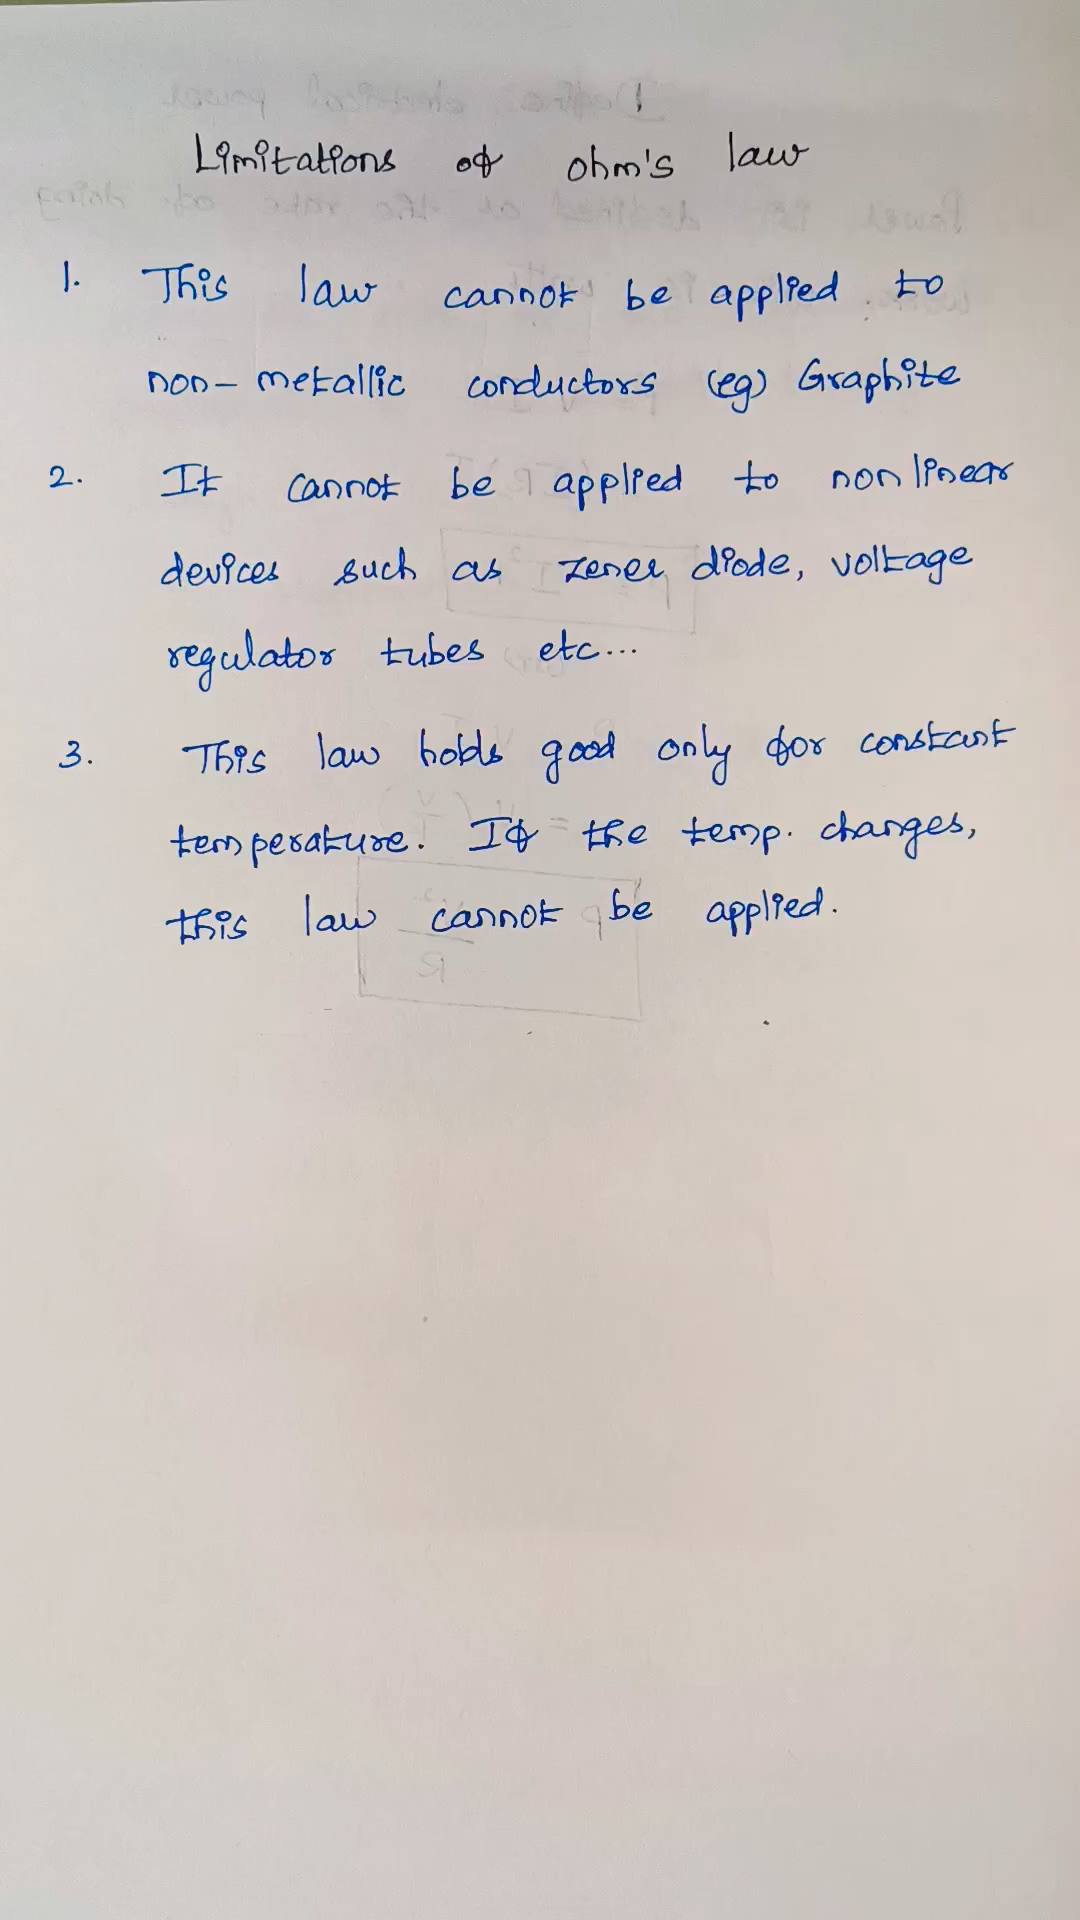 Limitations of ohm's law
1. This law cannot be applied to
non-metallic conductors (eg) Graphite
2. It cannot be applied to non linear
devices such as zener diode, voltage
regulator tubes etc...
3. This law holds good only for constant
temperature. If the temp. changes,
this law cannot be applied.